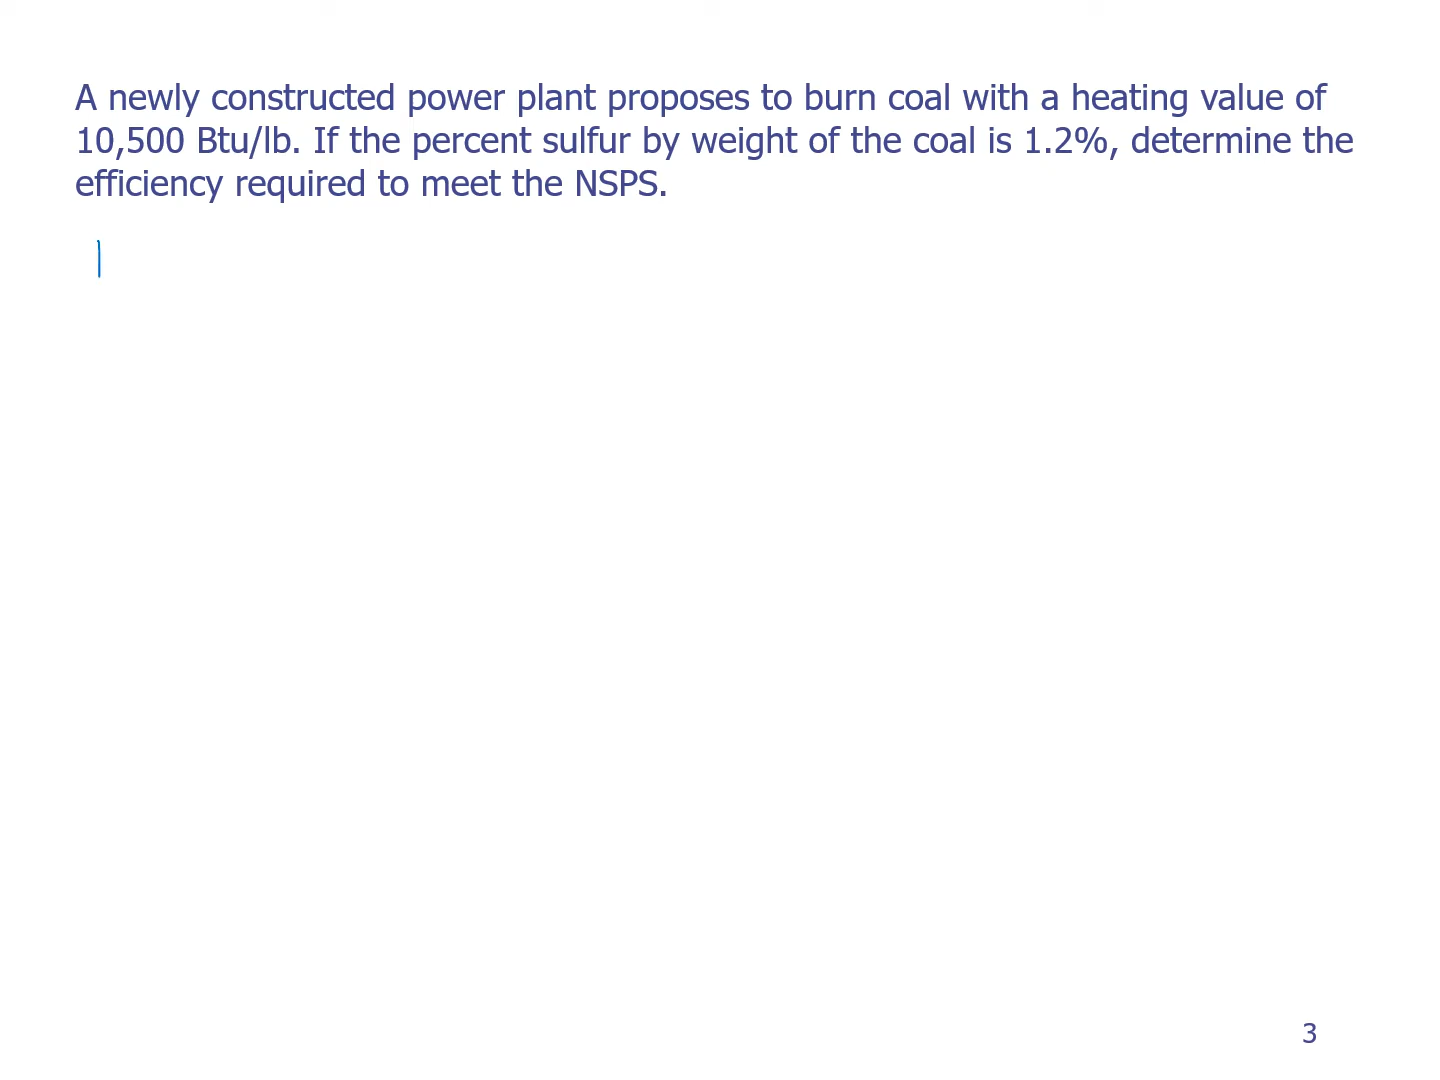 A newly constructed power plant proposes to burn coal with a heating value of
10,500 Btu/lb. If the percent sulfur by weight of the coal is 1.2%, determine the
efficiency required to meet the NSPS.
3